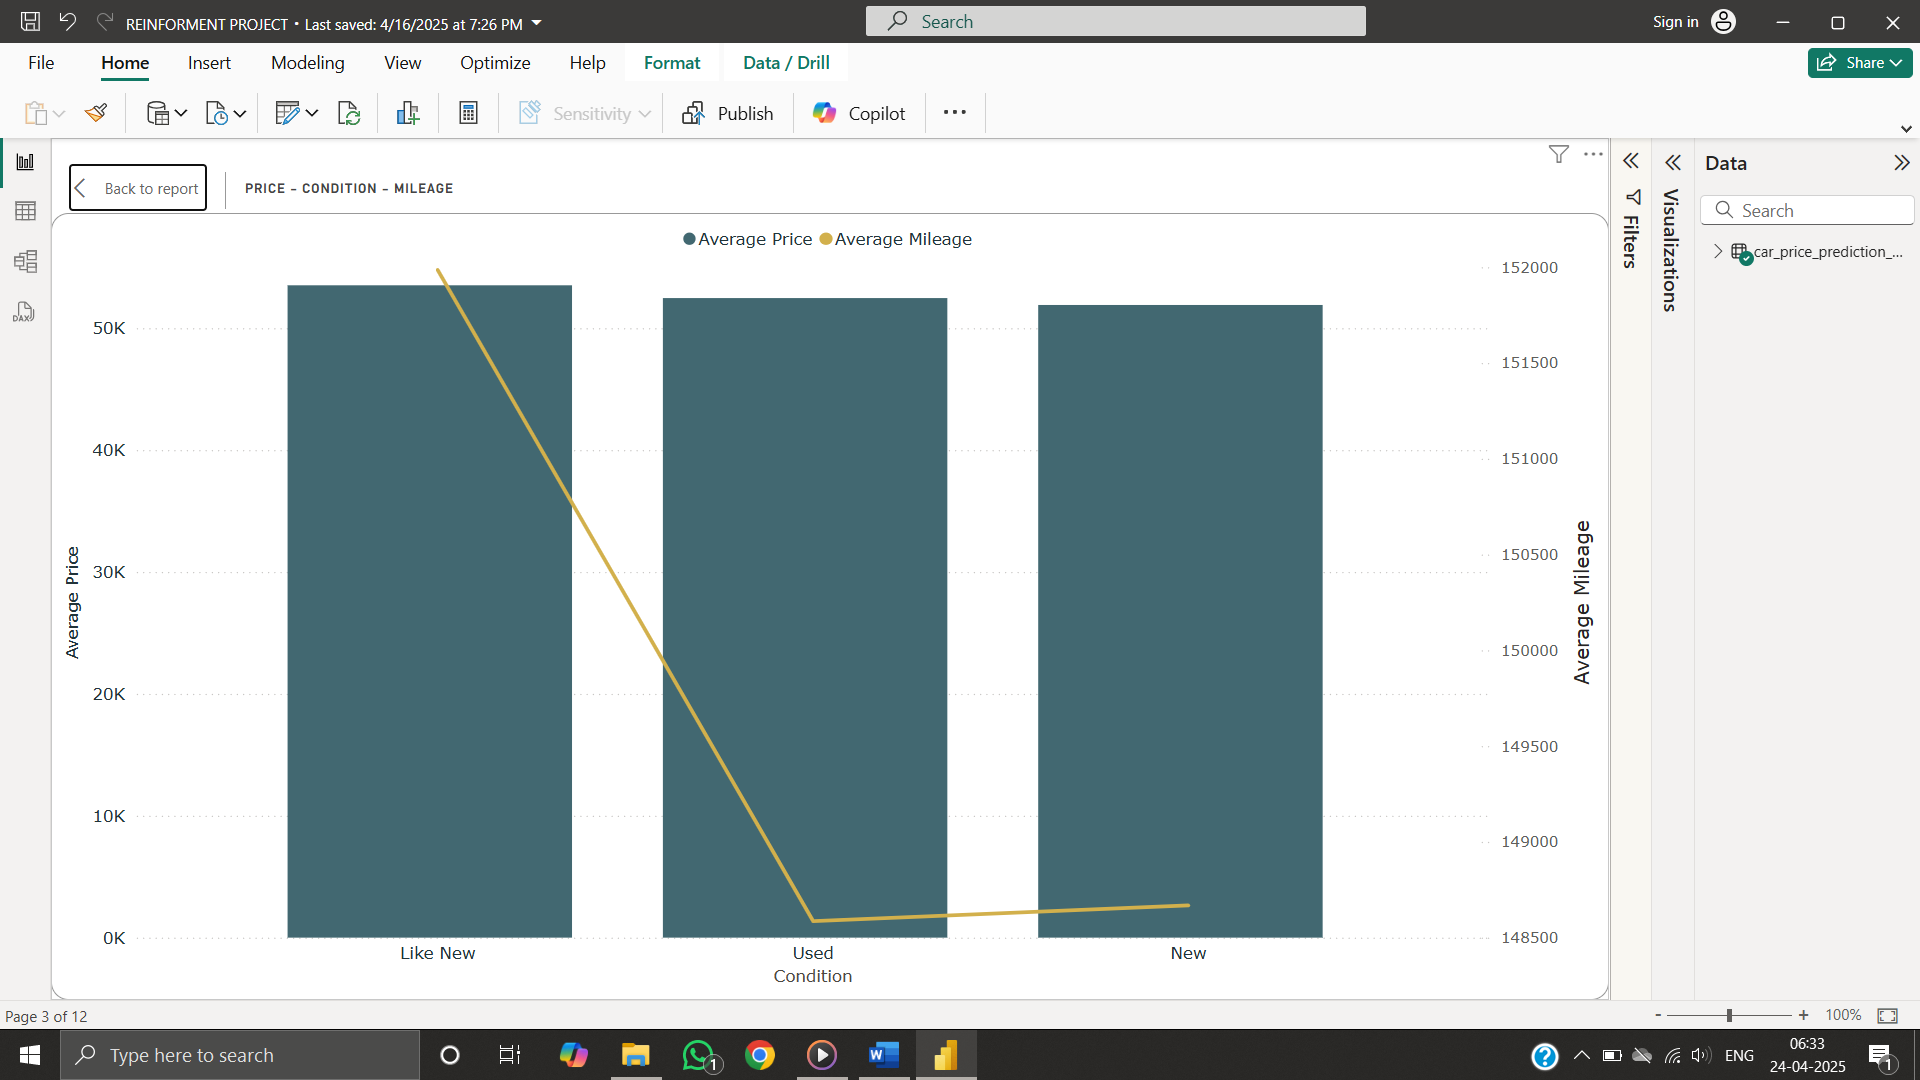 REINFORMENT PROJECT • Last saved: 4/16/2025 at 7:26 PM
Search
Sign in
File Home Insert Modeling View Optimize Help Format Data / Drill
Share
Sensitivity Publish Copilot
Back to report
PRICE - CONDITION - MILEAGE
Average Price Average Mileage
50K
40K
30K
20K
10K
0K
Average Price
152000
151500
151000
150500
150000
149500
149000
148500
Average Mileage
Like New Used New
Condition
Filters
Visualizations
Data
Search
car_price_prediction_...
DAX
Page 3 of 12
- + 100%
Type here to search
1
ENG
06:33
24-04-2025
1